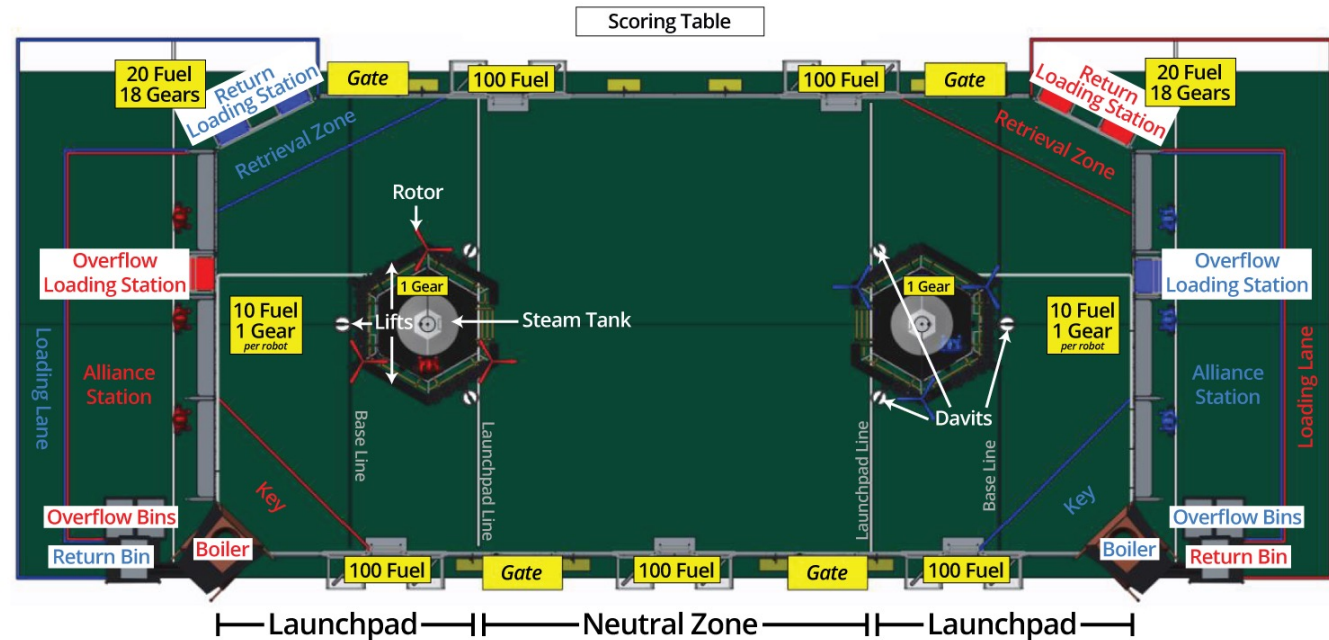 Scoring Table
20 Fuel
18 Gears
Return
Loading Station
Gate
100 Fuel
100 Fuel
Gate
Return
Loading Station
20 Fuel
18 Gears
Retrieval Zone
Retrieval Zone
Rotor
Overflow
Loading Station
1 Gear
1 Gear
Overflow
Loading Station
10 Fuel
1 Gear
per robot
Lifts
Steam Tank
10 Fuel
1 Gear
per robot
Loading Lane
Alliance
Station
Base Line
Launchpad Line
Launchpad Line
Davits
Base Line
Alliance
Station
Loading Lane
Key
Key
Overflow Bins
Return Bin
Boiler
Boiler
Overflow Bins
Return Bin
100 Fuel
Gate
100 Fuel
Gate
100 Fuel
Launchpad
Neutral Zone
Launchpad